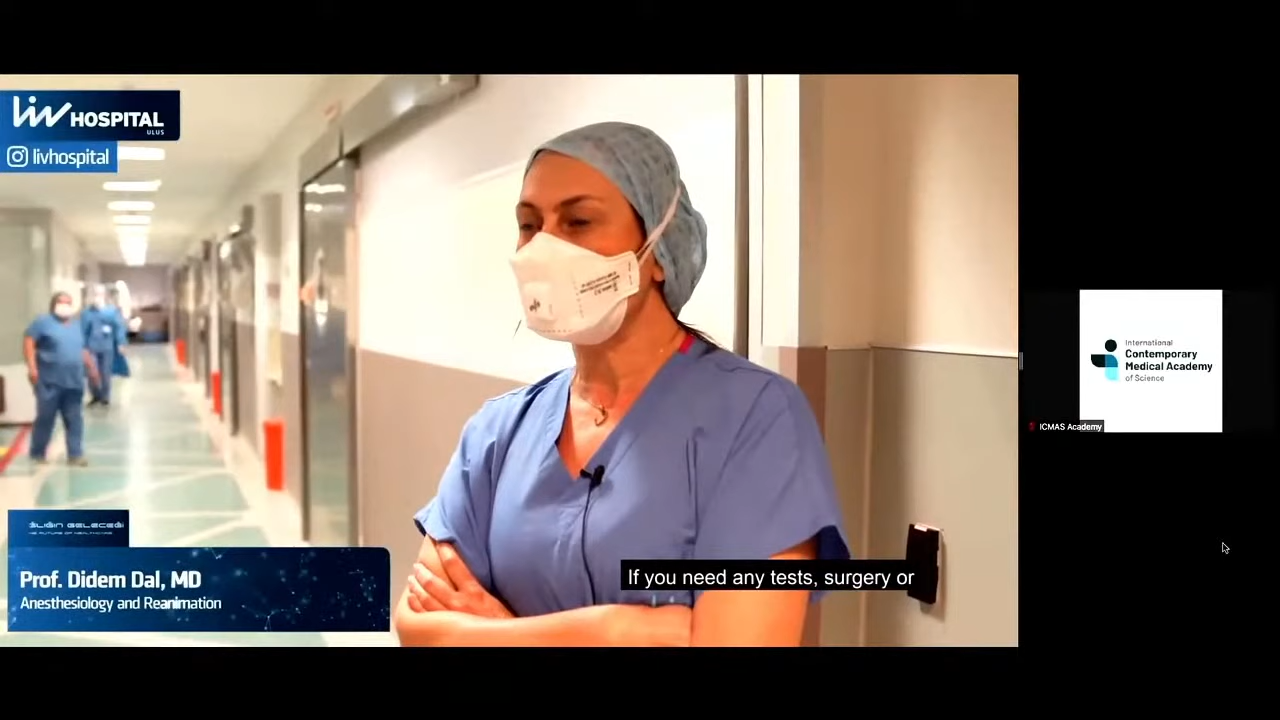 liv HOSPITAL
ULUS
livhospital
Prof. Didem Dal, MD
Anesthesiology and Reanimation
If you need any tests, surgery or
International
Contemporary
Medical Academy
of Science
ICMAS Academy